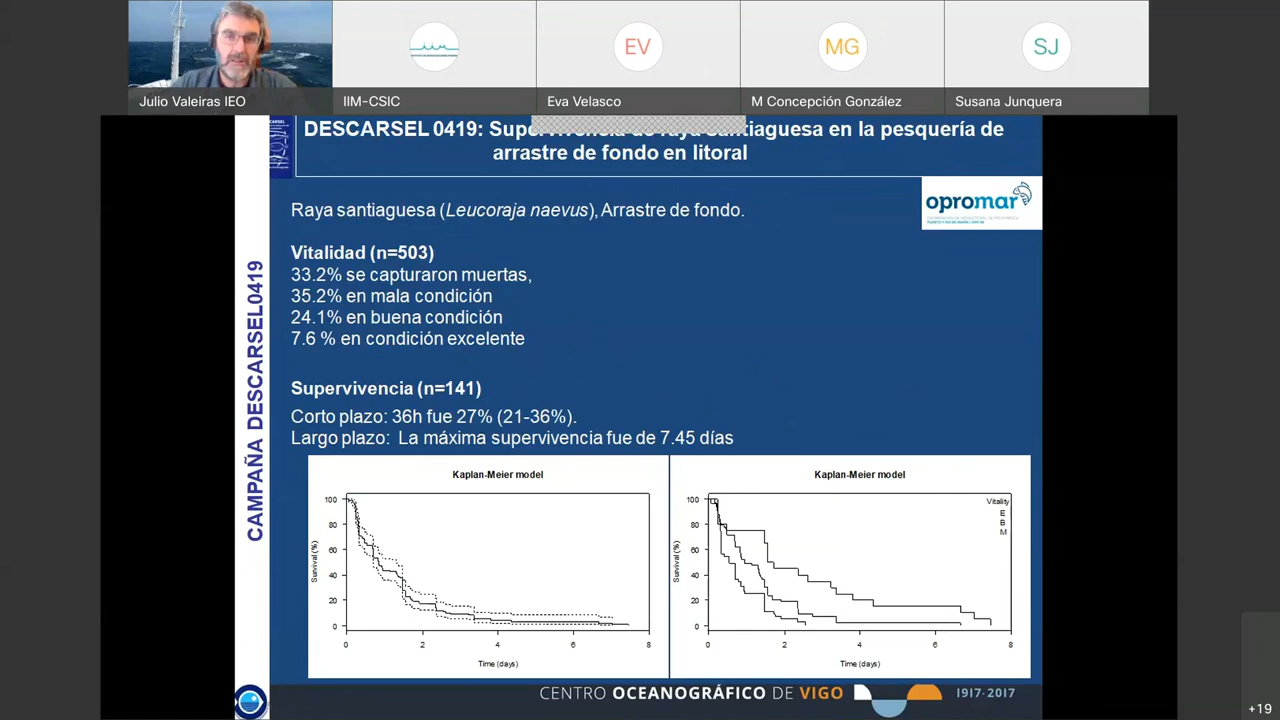 EV
MG
SJ
Julio Valeiras IEO
IIM-CSIC
Eva Velasco
M Concepción González
Susana Junquera
DESCARSEL 0419: Supervivencia de raya santiaguesa en la pesquería de
arrastre de fondo en litoral
opromar
Raya santiaguesa (Leucoraja naevus), Arrastre de fondo.
Vitalidad (n=503)
33.2% se capturaron muertas,
35.2% en mala condición
24.1% en buena condición
7.6 % en condición excelente
Supervivencia (n=141)
Corto plazo: 36h fue 27% (21-36%).
Largo plazo: La máxima supervivencia fue de 7.45 días
CAMPAÑA DESCARSEL0419
Kaplan-Meier model
Survival (%)
100
80
60
40
20
0
0 2 4 6 8
Time (days)
Kaplan-Meier model
Vitality
E
B
M
Survival (%)
100
80
60
40
20
0
0 2 4 6 8
Time (days)
CENTRO OCEANOGRÁFICO DE VIGO
1917·2017
+19